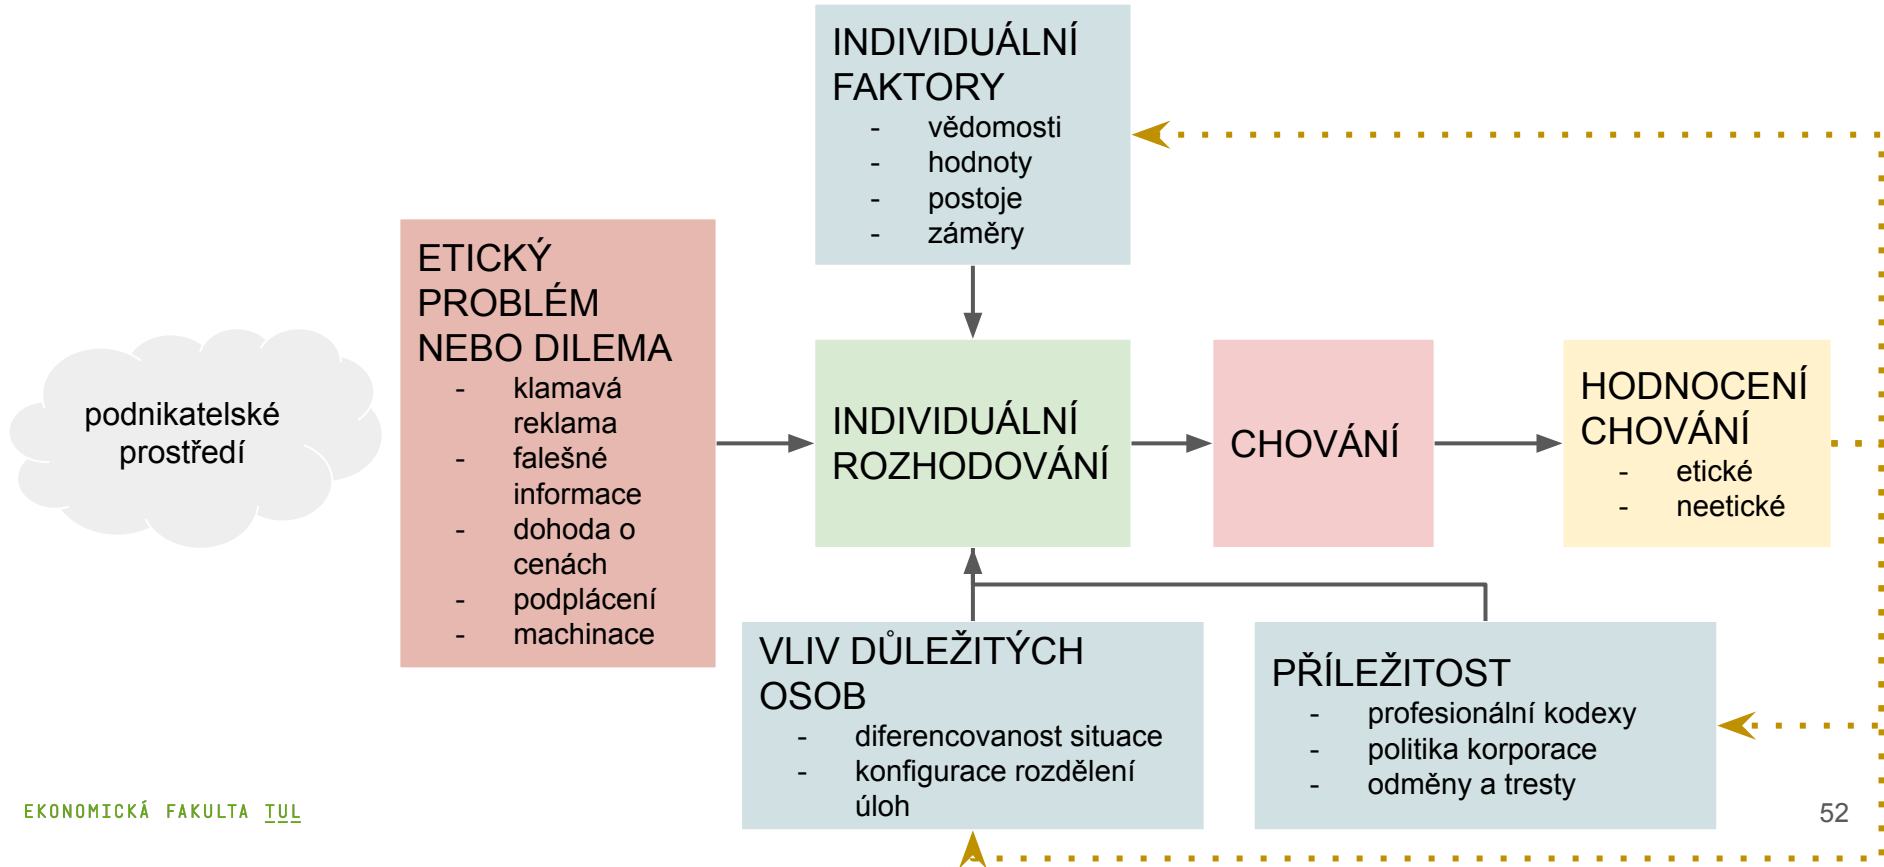 INDIVIDUÁLNÍ
FAKTORY
- vědomosti
- hodnoty
- postoje
- záměry
podnikatelské
prostředí
ETICKÝ
PROBLÉM
NEBO DILEMA
- klamavá
reklama
- falešné
informace
- dohoda o
cenách
- podplácení
- machinace
INDIVIDUÁLNÍ
ROZHODOVÁNÍ
CHOVÁNÍ
HODNOCENÍ
CHOVÁNÍ
- etické
- neetické
VLIV DŮLEŽITÝCH
OSOB
- diferencovanost situace
- konfigurace rozdělení
úloh
PŘÍLEŽITOST
- profesionální kodexy
- politika korporace
- odměny a tresty
EKONOMICKÁ FAKULTA TUL
52